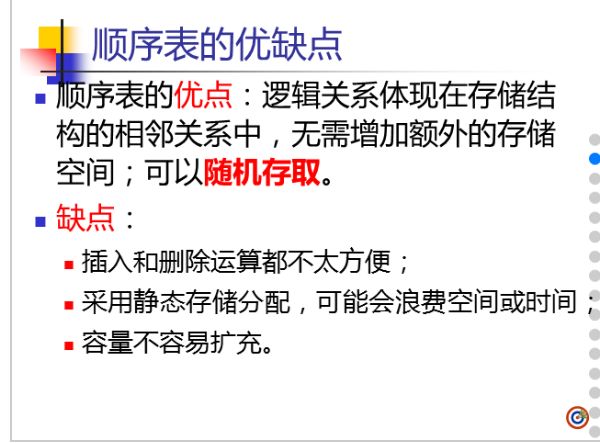 顺序表的优缺点
顺序表的优点：逻辑关系体现在存储结
构的相邻关系中，无需增加额外的存储
空间；可以随机存取。
缺点：
插入和删除运算都不太方便；
采用静态存储分配，可能会浪费空间或时间；
容量不容易扩充。